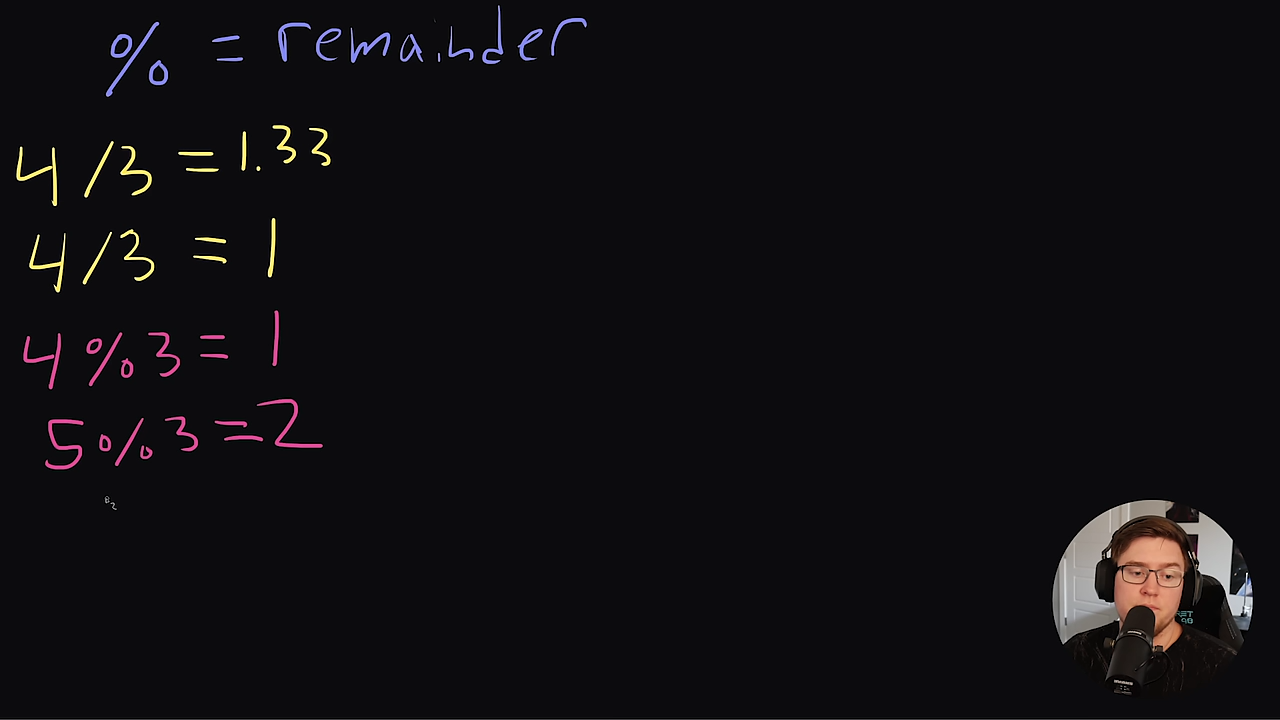 % = remainder
4/3 = 1.33
4/3 = 1
4%3 = 1
5%3 = 2